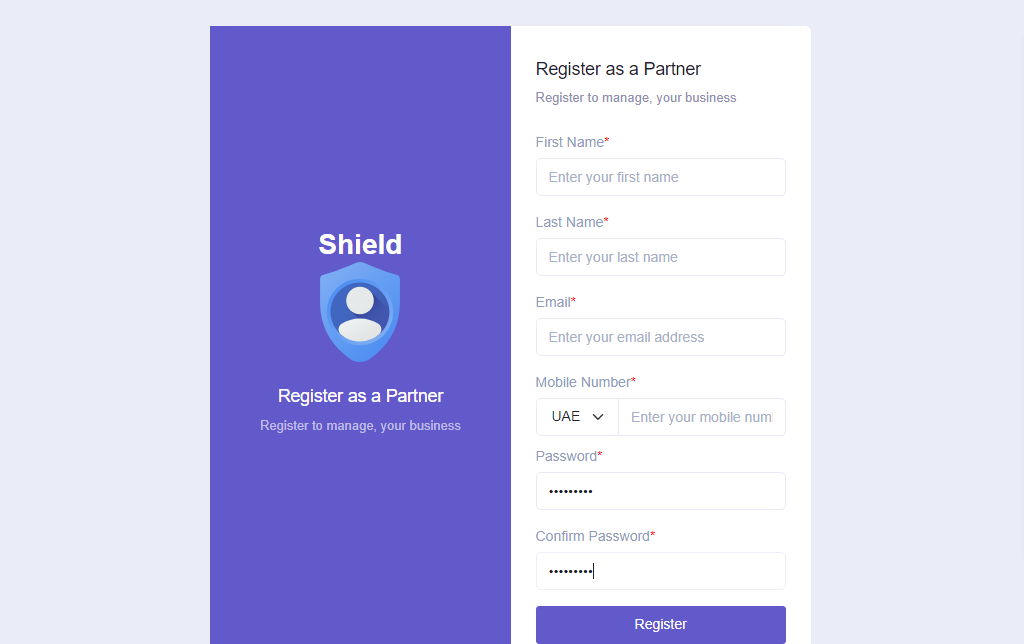 Shield
Register as a Partner
Register to manage, your business
Register as a Partner
Register to manage, your business
First Name*
Enter your first name
Last Name*
Enter your last name
Email*
Enter your email address
Mobile Number*
UAE Enter your mobile num
Password*
•••••••••
Confirm Password*
•••••••••
Register